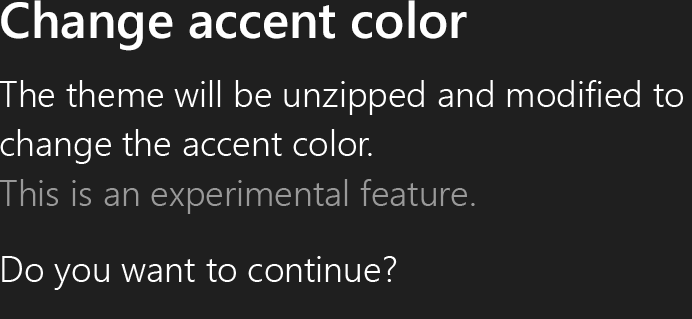 Change accent color
The theme will be unzipped and modified to
change the accent color.
This is an experimental feature.
Do you want to continue?